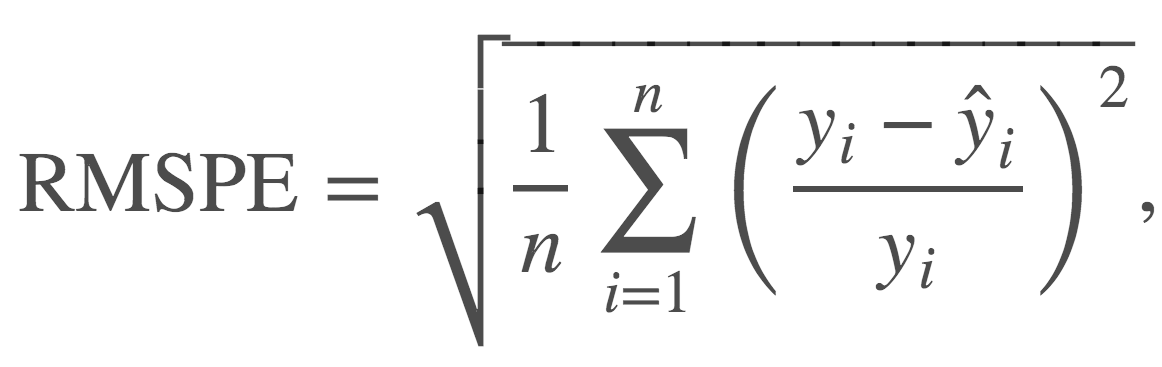 RMSPE = √(1/n ∑_{i=1}^{n} ((y_i − ŷ_i)/y_i)^2),